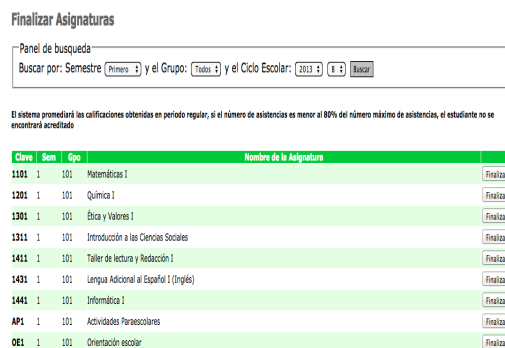 Finalizar Asignaturas
Panel de busqueda
Buscar por: Semestre Primero y el Grupo: Todos y el Ciclo Escolar: 2013 8 Buscar
El sistema promediará las calificaciones obtenidas en periodo regular, si el número de asistencias es menor al 80% del número máximo de asistencias, el estudiante no se
encontrará acreditado
Clave Sem Gpo Nombre de la Asignatura
1101 1 101 Matemáticas I Finaliza
1201 1 101 Química I Finaliza
1301 1 101 Ética y Valores I Finaliza
1311 1 101 Introducción a las Ciencias Sociales Finaliza
1411 1 101 Taller de lectura y Redacción I Finaliza
1431 1 101 Lengua Adicional al Español I (Inglés) Finaliza
1441 1 101 Informática I Finaliza
AP1 1 101 Actividades Paraescolares Finaliza
OE1 1 101 Orientación escolar Finaliza